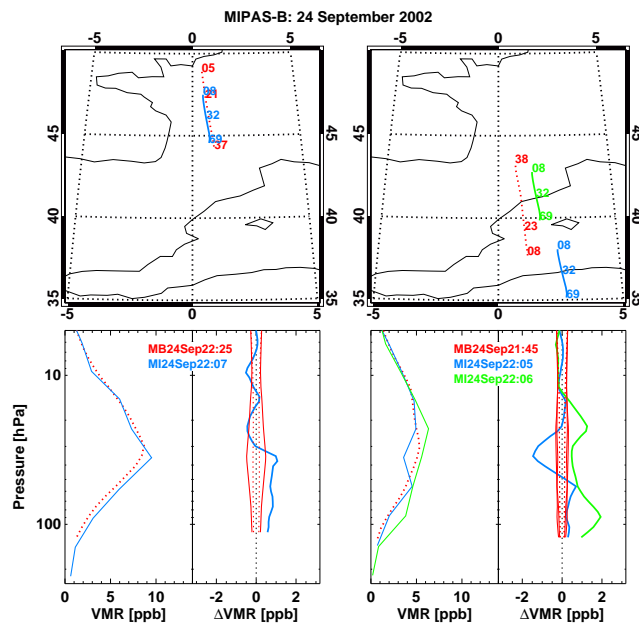 MIPAS-B: 24 September 2002
-5 0 5 -5 0 5
05
09
21
32
69
37
45 45
40 40
35 35
38
08
32
69
23
08
08
32
69
-5 0 5 -5 0 5
MB24Sep22:25
MI24Sep22:07
MB24Sep21:45
MI24Sep22:05
MI24Sep22:06
Pressure [hPa]
10 10
100 100
0 5 10 -2 0 2 0 5 10 -2 0 2
VMR [ppb] ΔVMR [ppb] VMR [ppb] ΔVMR [ppb]